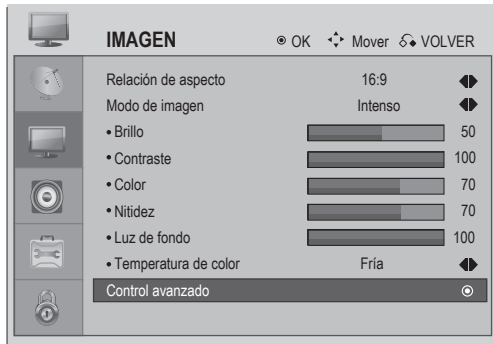 IMAGEN OK Mover VOLVER
Relación de aspecto 16:9
Modo de imagen Intenso
• Brillo 50
• Contraste 100
• Color 70
• Nitidez 70
• Luz de fondo 100
• Temperatura de color Fría
Control avanzado